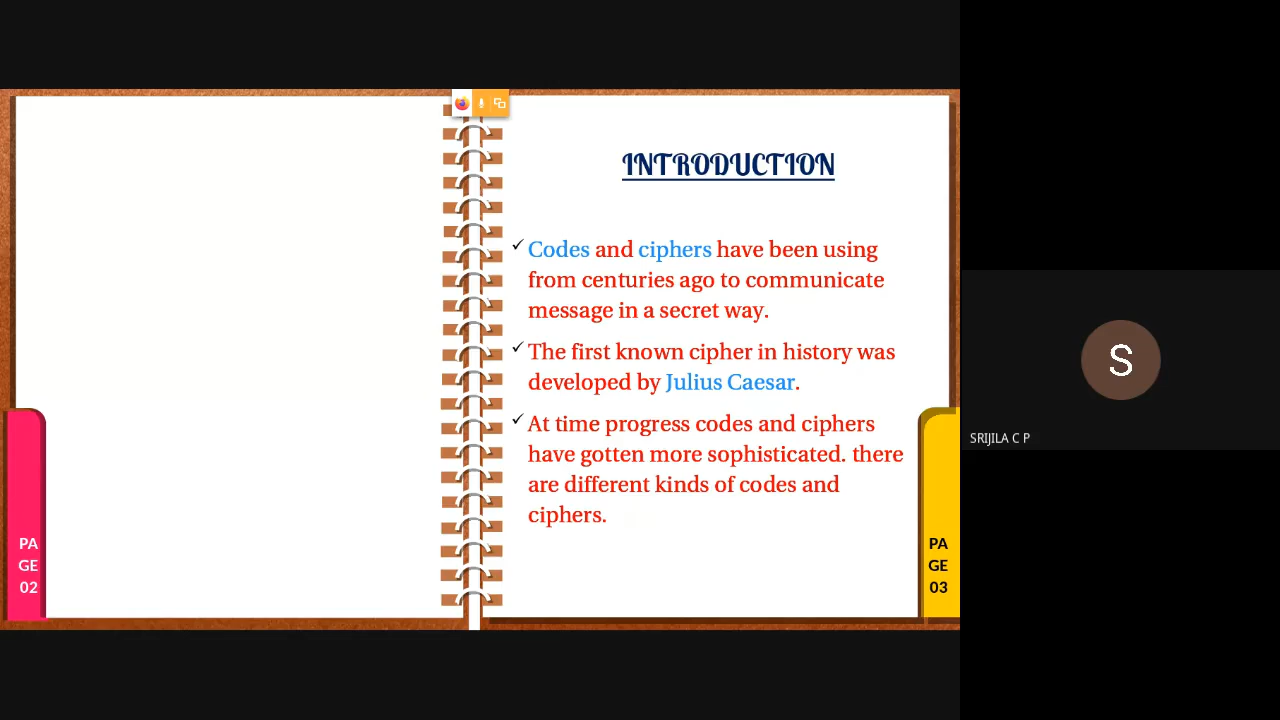 INTRODUCTION
Codes and ciphers have been using
from centuries ago to communicate
message in a secret way.
The first known cipher in history was
developed by Julius Caesar.
At time progress codes and ciphers
have gotten more sophisticated. there
are different kinds of codes and
ciphers.
PA
GE
02
PA
GE
03
S
SRIJILA C P